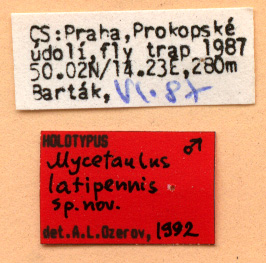 ČS:Praha,Prokopské
údolí,fly trap 1987
50.02N/14.23E,280m
Barták, VI.87
HOLOTYPUS ♂
Mycetaulus
latipennis
sp.nov.
det.A.L.Ozerov, 1992